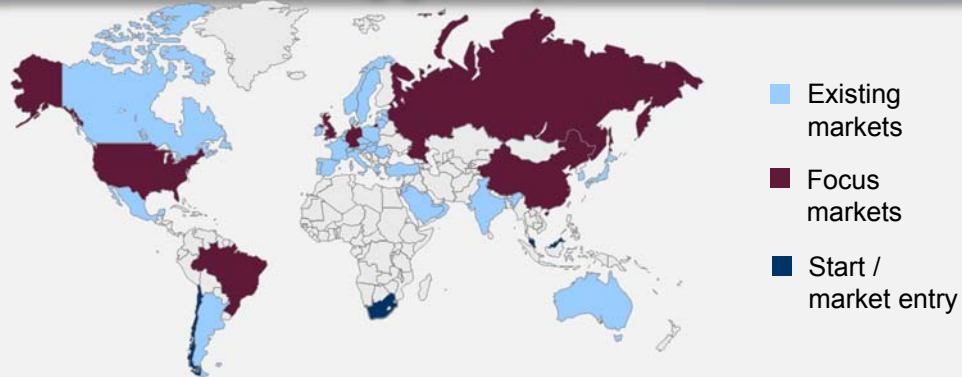 Existing
markets
Focus
markets
Start /
market entry